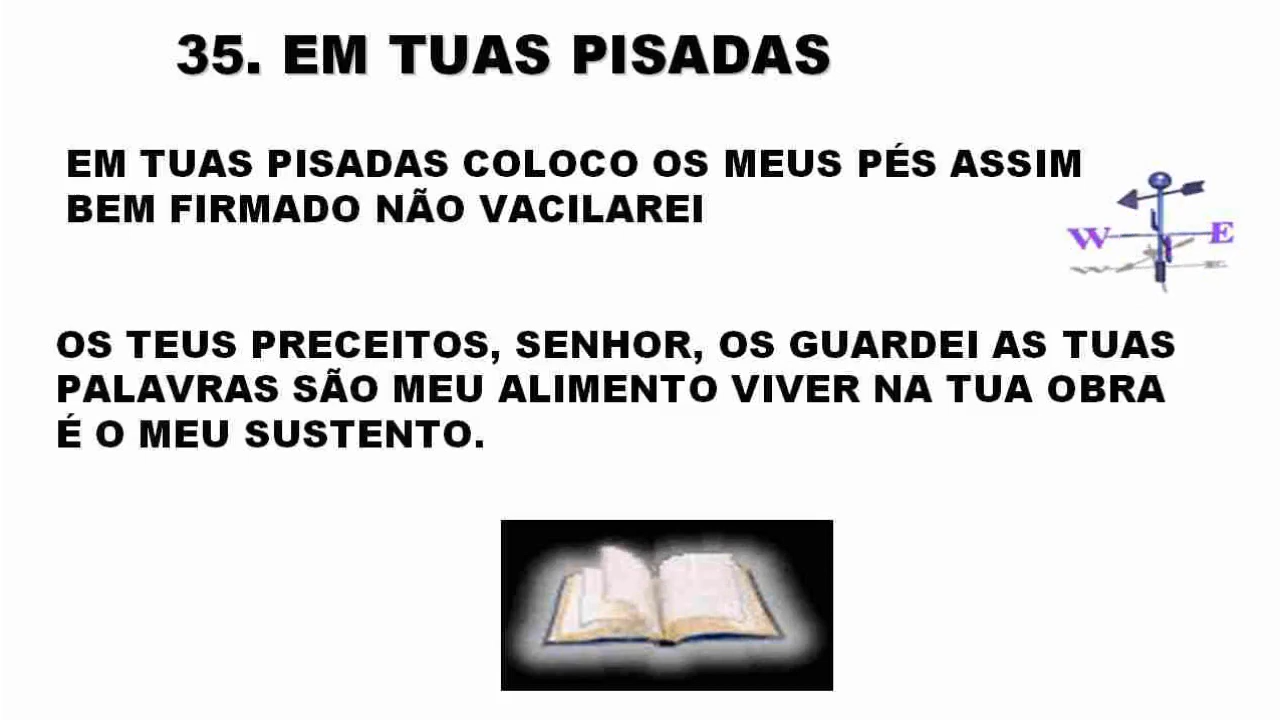 35. EM TUAS PISADAS
EM TUAS PISADAS COLOCO OS MEUS PÉS ASSIM
BEM FIRMADO NÃO VACILAREI
W E
OS TEUS PRECEITOS, SENHOR, OS GUARDEI AS TUAS
PALAVRAS SÃO MEU ALIMENTO VIVER NA TUA OBRA
É O MEU SUSTENTO.